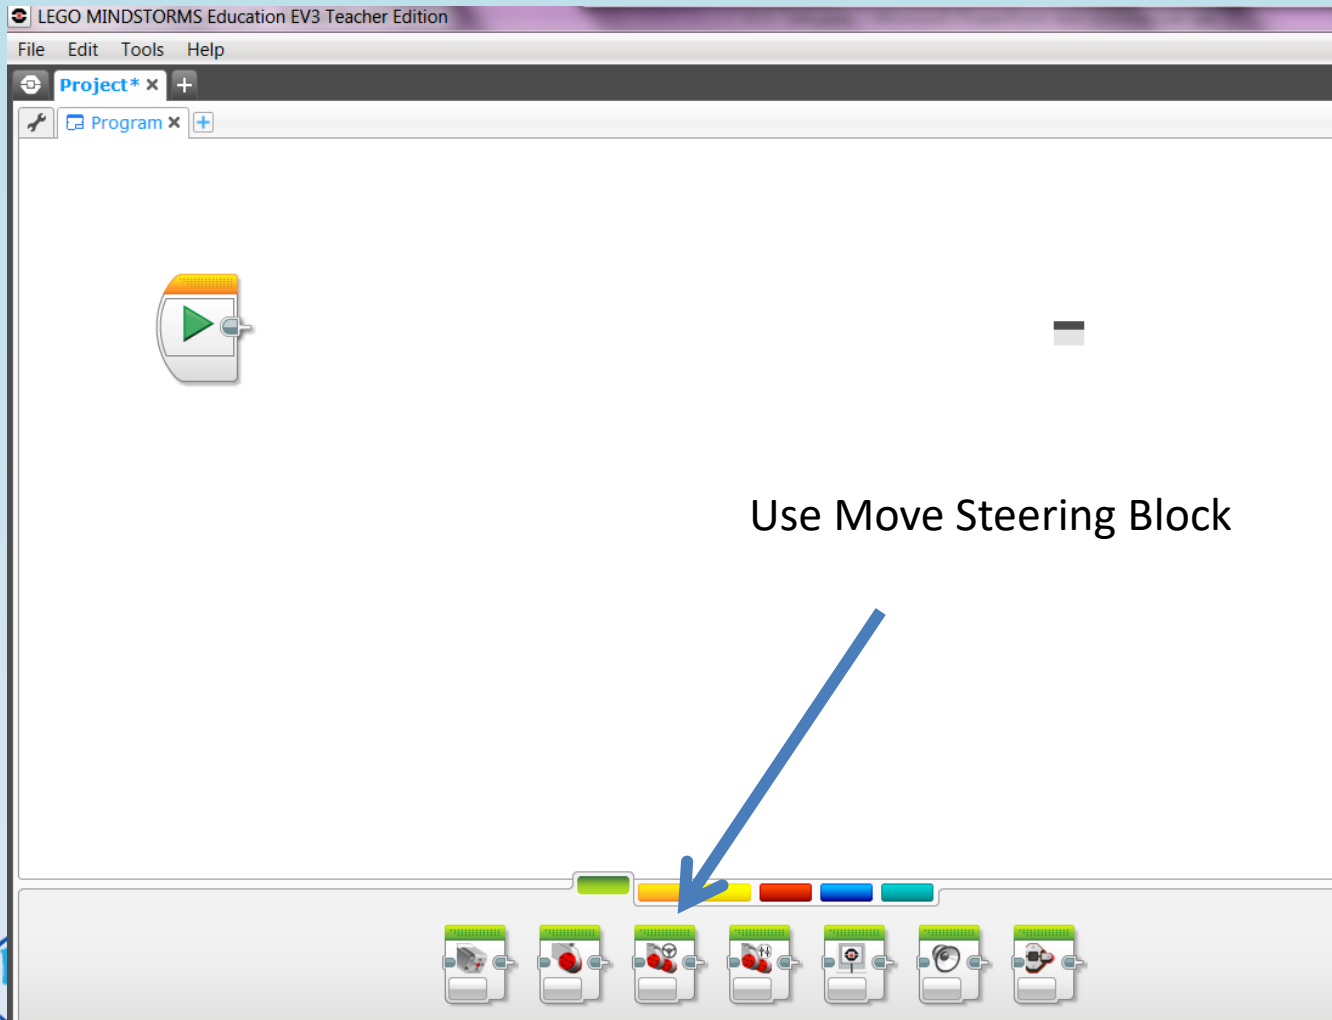 LEGO MINDSTORMS Education EV3 Teacher Edition
File Edit Tools Help
Project*
Program
Use Move Steering Block